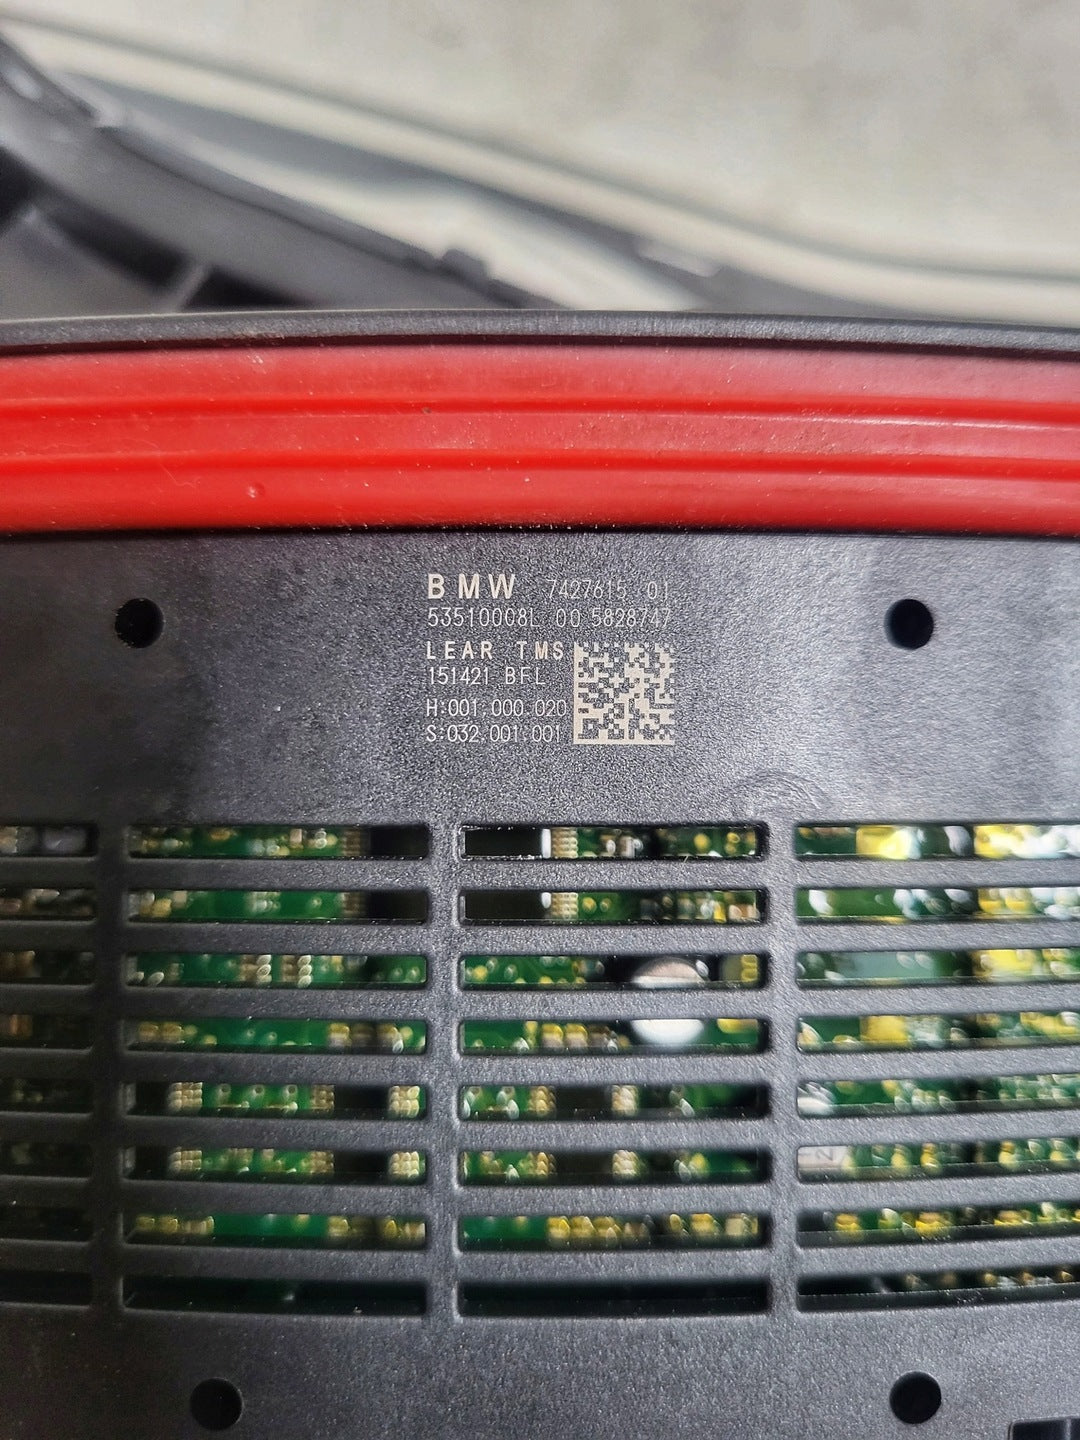 BMW 7427615 01
53510008L 00 5828747
LEAR TMS
151421 BFL
H:001.000.020
S:032.001.001